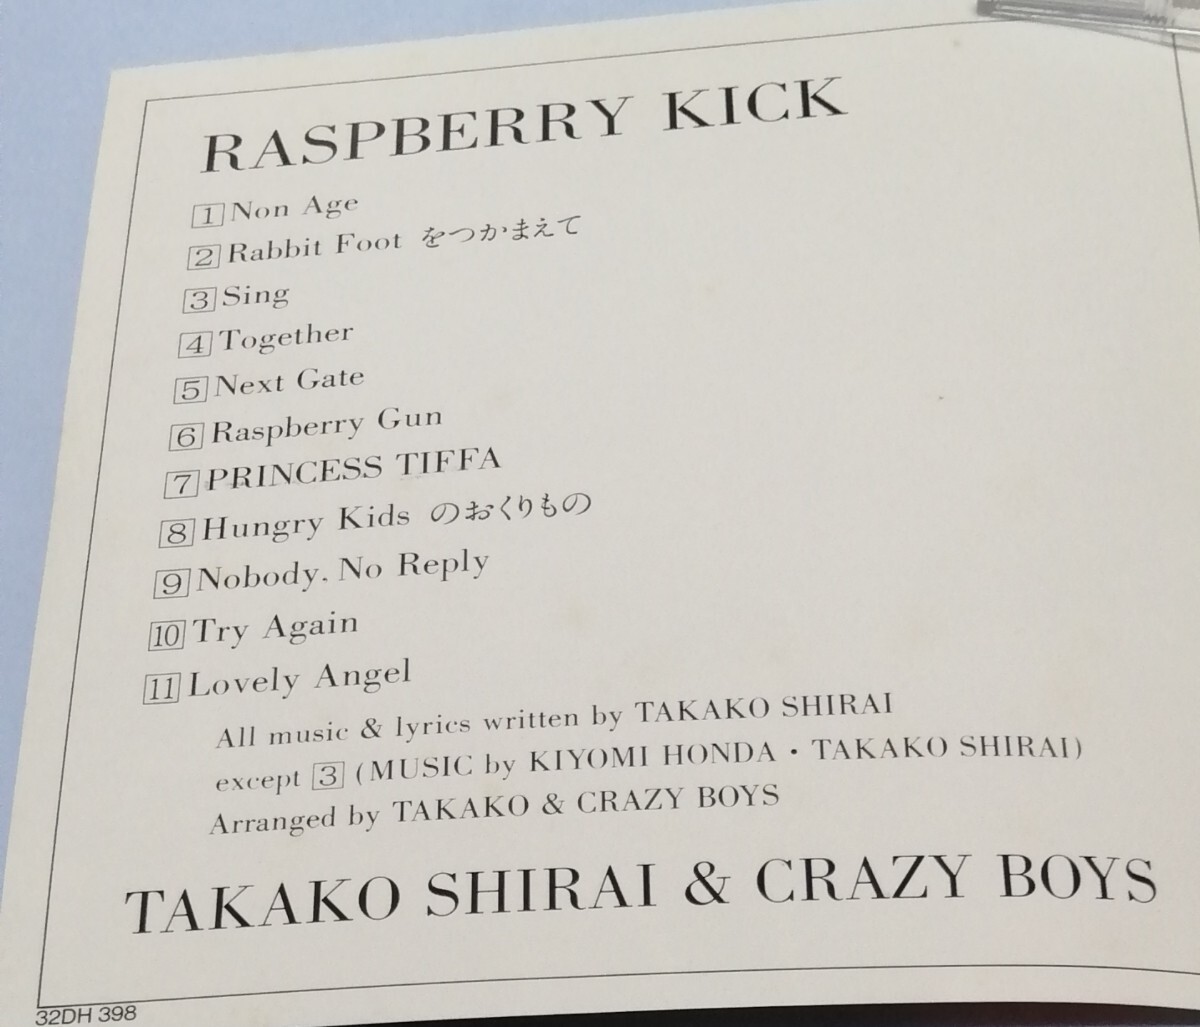 RASPBERRY KICK
1 Non Age
2 Rabbit Foot をつかまえて
3 Sing
4 Together
5 Next Gate
6 Raspberry Gun
7 PRINCESS TIFFA
8 Hungry Kids のおくりもの
9 Nobody. No Reply
10 Try Again
11 Lovely Angel
All music & lyrics written by TAKAKO SHIRAI
except 3 (MUSIC by KIYOMI HONDA・TAKAKO SHIRAI)
Arranged by TAKAKO & CRAZY BOYS
TAKAKO SHIRAI & CRAZY BOYS
32DH 398